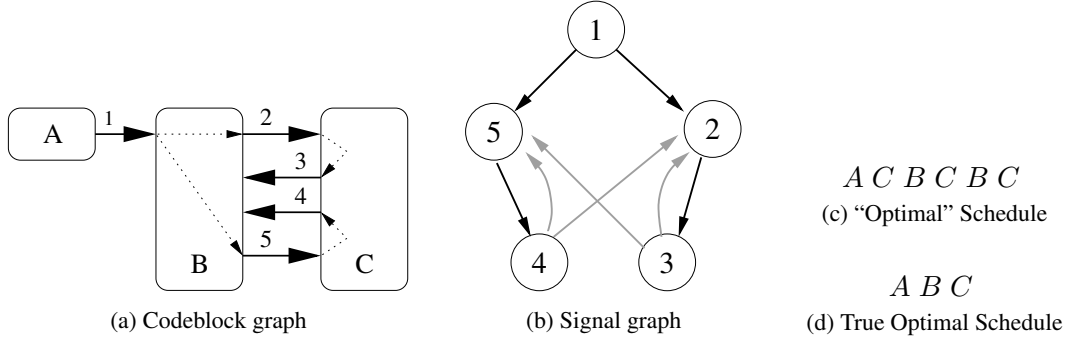 A
1
2
3
4
5
B
C
(a) Codeblock graph
1
5
2
4
3
(b) Signal graph
A C B C B C
(c) “Optimal” Schedule
A B C
(d) True Optimal Schedule